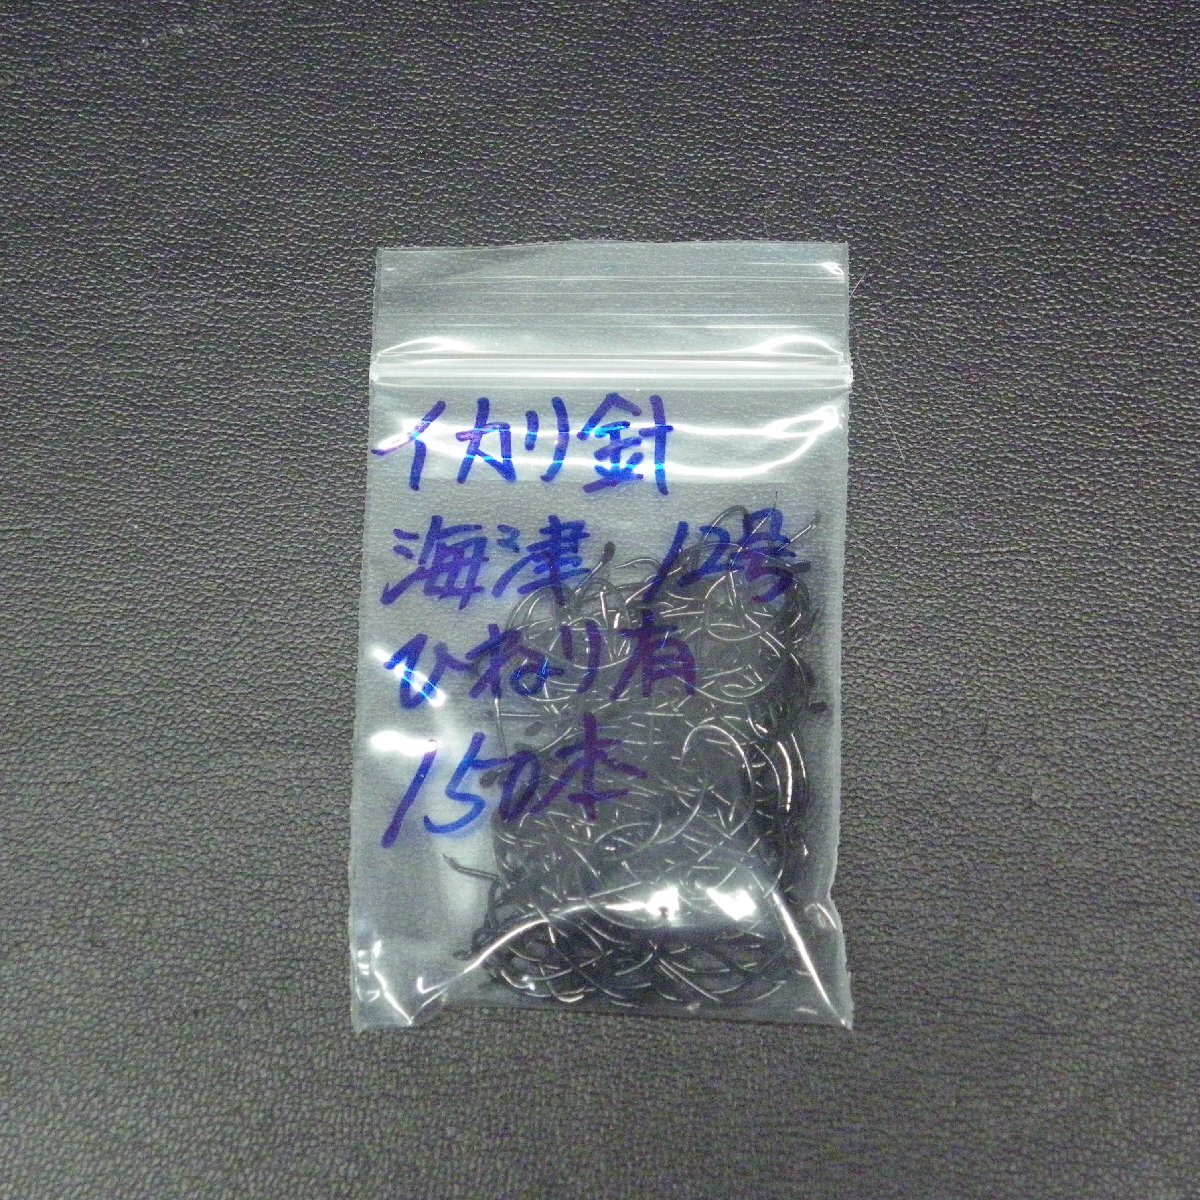 イカリ針
海津 12号
ひねり有
150本